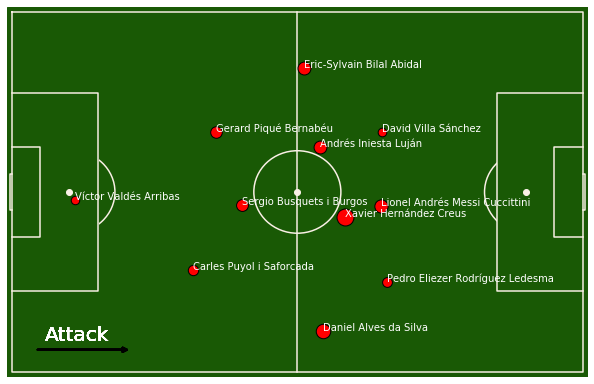 Eric-Sylvain Bilal Abidal
Gerard Piqué Bernabéu
David Villa Sánchez
Andrés Iniesta Luján
Víctor Valdés Arribas
Sergio Busquets i Burgos
Lionel Andrés Messi Cuccittini
Xavier Hernández Creus
Carles Puyol i Saforcada
Pedro Eliezer Rodríguez Ledesma
Daniel Alves da Silva
Attack